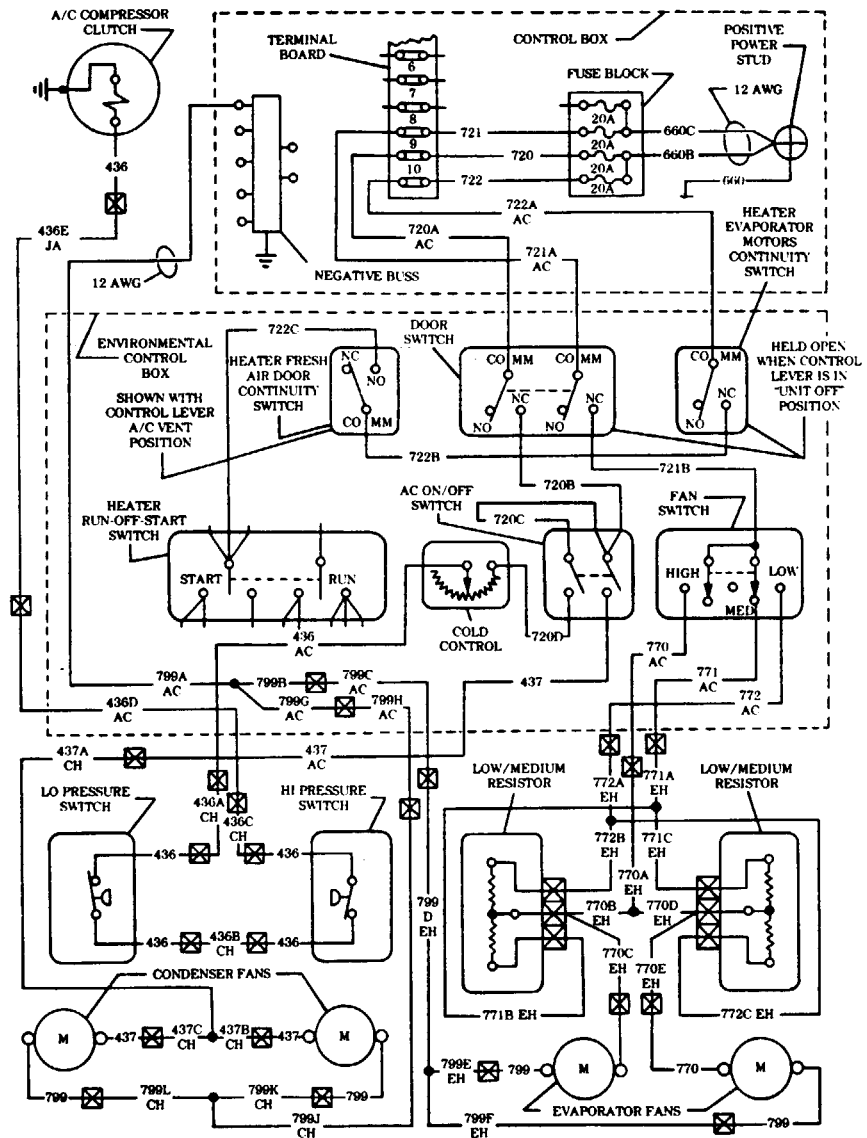 A/C COMPRESSOR
CLUTCH
TERMINAL
BOARD
CONTROL BOX
POSITIVE
POWER
STUD
FUSE BLOCK
12 AWG
6
7
8
9
10
721
720
722
20A
20A
20A
20A
660C
660B
660
436
436E
JA
12 AWG
NEGATIVE BUSS
722A
AC
720A
AC
721A
AC
HEATER
EVAPORATOR
MOTORS
CONTINUITY
SWITCH
ENVIRONMENTAL
CONTROL
BOX
722C
HEATER FRESH
AIR DOOR
CONTINUITY
SWITCH
SHOWN WITH
CONTROL LEVER
A/C VENT
POSITION
NC
NO
CO MM
DOOR
SWITCH
CO MM
CO MM
NC
NC
NO
NO
CO MM
NC
NO
HELD OPEN
WHEN CONTROL
LEVER IS IN
"UNIT OFF"
POSITION
722B
720B
721B
HEATER
RUN-OFF-START
SWITCH
START
RUN
AC ON/OFF
SWITCH
720C
FAN
SWITCH
HIGH
LOW
MED
COLD
CONTROL
720D
436
AC
437
770
AC
771
AC
772
AC
799A
AC
799B
799C
AC
799G
AC
799H
AC
436D
AC
437A
CH
437
AC
LO PRESSURE
SWITCH
HI PRESSURE
SWITCH
436A
CH
436C
CH
436
436
436
436B
CH
436
772A
EH
771A
EH
LOW/MEDIUM
RESISTOR
LOW/MEDIUM
RESISTOR
772B
EH
771C
EH
770A
EH
770B
EH
770D
EH
770C
EH
770E
EH
771B EH
772C EH
799
D
EH
CONDENSER FANS
M
M
437
437C
CH
437B
CH
437
799
799L
CH
799K
CH
799
799J
CH
799E
EH
799
M
770
M
EVAPORATOR FANS
799F
EH
799